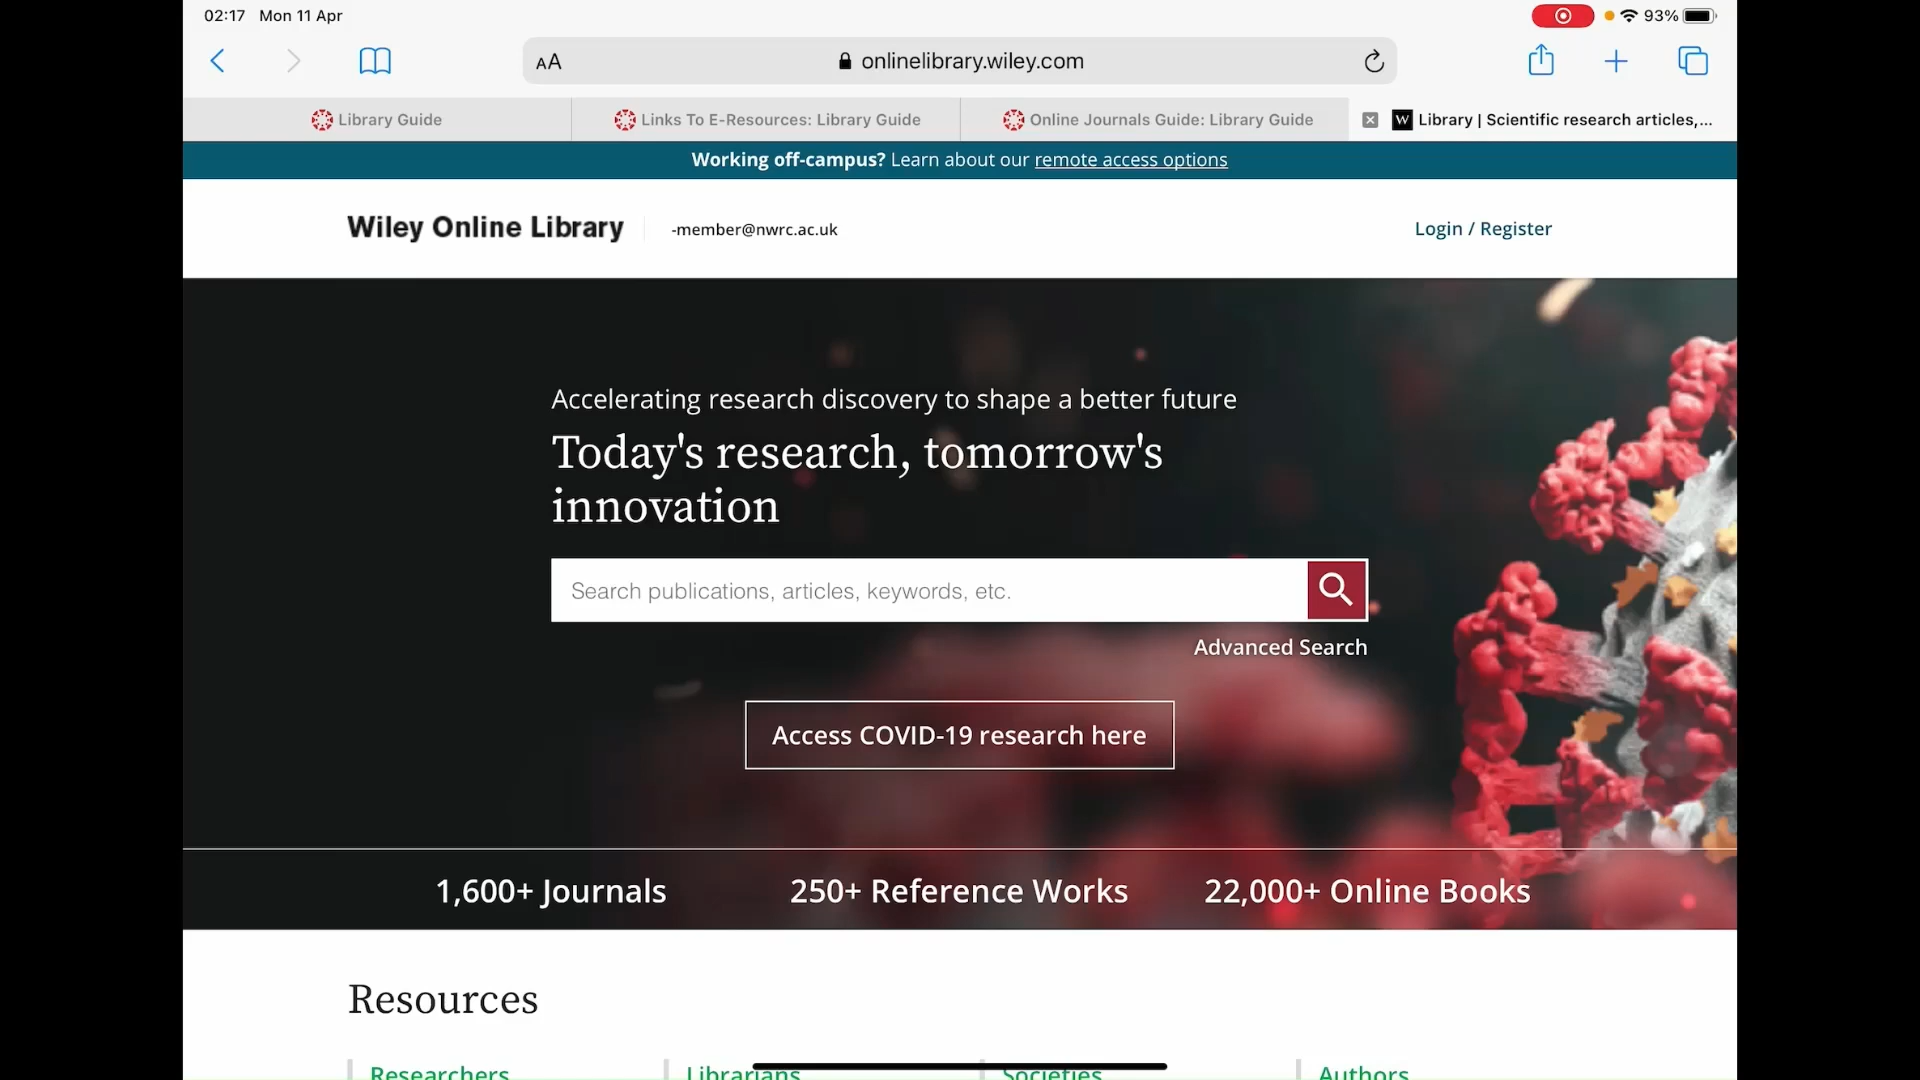 02:17 Mon 11 Apr
93%
AA onlinelibrary.wiley.com
Library Guide
Links To E-Resources: Library Guide
Online Journals Guide: Library Guide
W Library | Scientific research articles,...
Working off-campus? Learn about our remote access options
Wiley Online Library
-member@nwrc.ac.uk
Login / Register
Accelerating research discovery to shape a better future
Today's research, tomorrow's
innovation
Search publications, articles, keywords, etc.
Advanced Search
Access COVID-19 research here
1,600+ Journals
250+ Reference Works
22,000+ Online Books
Resources
Researchers
Librarians
Societies
Authors